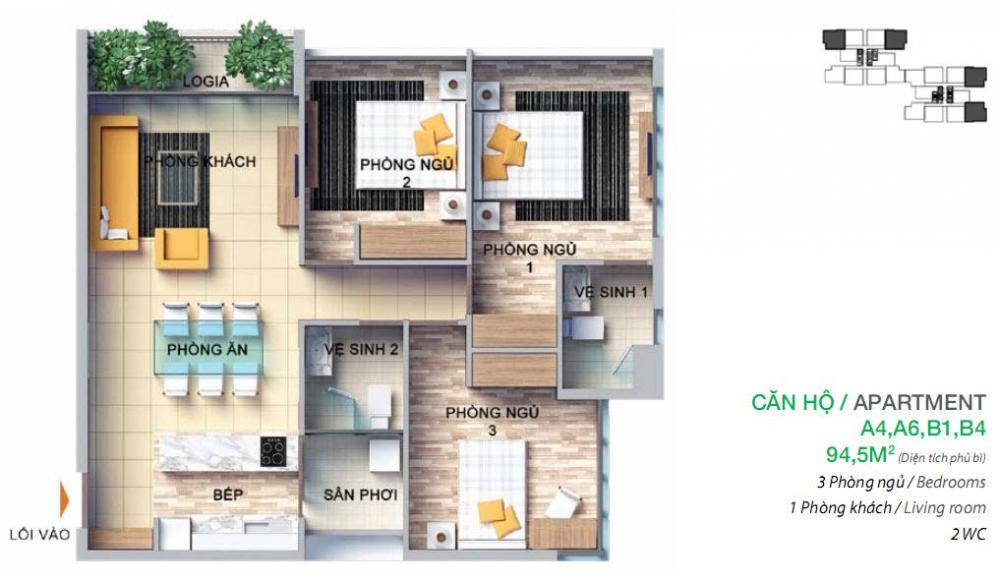 LOGIA
PHÒNG KHÁCH
PHÒNG NGỦ
2
PHÒNG NGỦ
1
VỆ SINH 1
PHÒNG ĂN
VỆ SINH 2
PHÒNG NGỦ
3
BẾP
SÂN PHƠI
LỐI VÀO
CĂN HỘ / APARTMENT
A4,A6,B1,B4
94,5M² (Diện tích phủ bì)
3 Phòng ngủ / Bedrooms
1 Phòng khách / Living room
2 WC